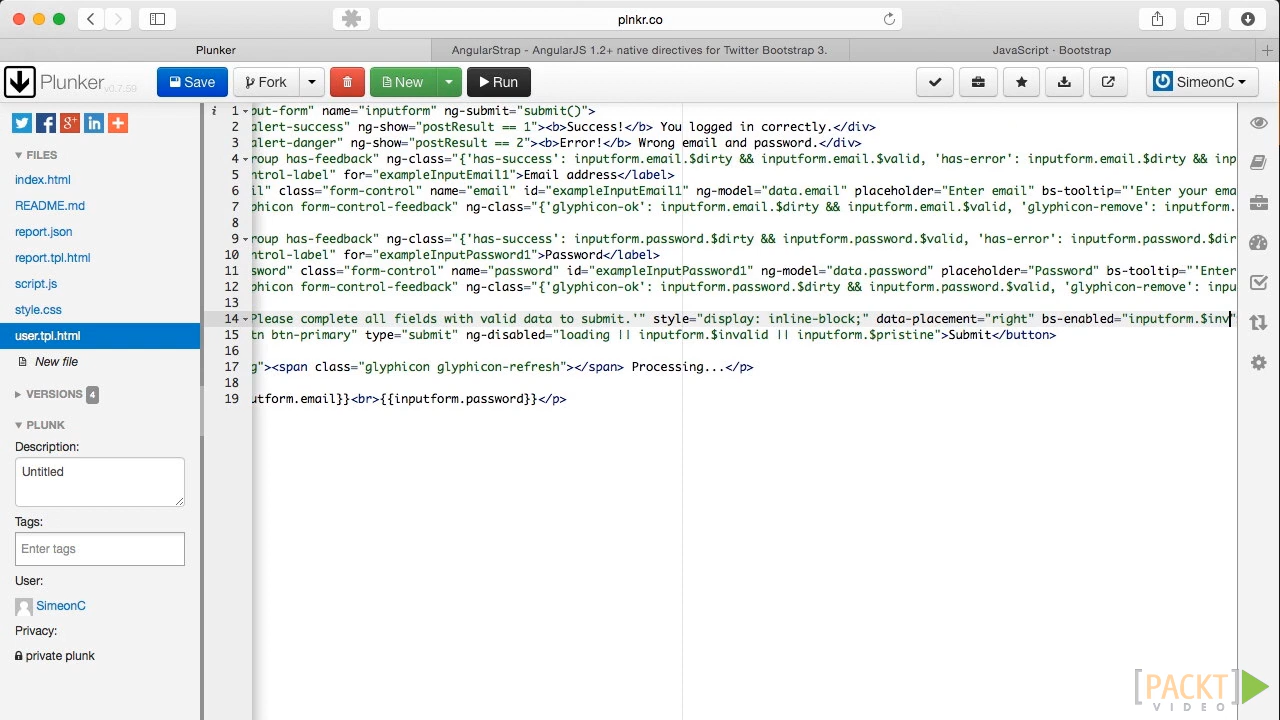 plnkr.co
Plunker
AngularStrap - AngularJS 1.2+ native directives for Twitter Bootstrap 3.
JavaScript · Bootstrap
Plunker v0.7.59
Save
Fork
New
Run
SimeonC
FILES
index.html
README.md
report.json
report.tpl.html
script.js
style.css
user.tpl.html
New file
VERSIONS 4
PLUNK
Description:
Untitled
Tags:
Enter tags
User:
SimeonC
Privacy:
private plunk
1 out-form" name="inputform" ng-submit="submit()">
2 alert-success" ng-show="postResult == 1"><b>Success!</b> You logged in correctly.</div>
3 alert-danger" ng-show="postResult == 2"><b>Error!</b> Wrong email and password.</div>
4 roup has-feedback" ng-class="{'has-success': inputform.email.$dirty && inputform.email.$valid, 'has-error': inputform.email.$dirty && inp
5 ntrol-label" for="exampleInputEmail1">Email address</label>
6 il" class="form-control" name="email" id="exampleInputEmail1" ng-model="data.email" placeholder="Enter email" bs-tooltip="'Enter your ema
7 phicon form-control-feedback" ng-class="{'glyphicon-ok': inputform.email.$dirty && inputform.email.$valid, 'glyphicon-remove': inputform.
8
9 roup has-feedback" ng-class="{'has-success': inputform.password.$dirty && inputform.password.$valid, 'has-error': inputform.password.$dir
10 ntrol-label" for="exampleInputPassword1">Password</label>
11 sword" class="form-control" name="password" id="exampleInputPassword1" ng-model="data.password" placeholder="Password" bs-tooltip="'Enter
12 phicon form-control-feedback" ng-class="{'glyphicon-ok': inputform.password.$dirty && inputform.password.$valid, 'glyphicon-remove': inpu
13
14 Please complete all fields with valid data to submit.'" style="display: inline-block;" data-placement="right" bs-enabled="inputform.$inv"
15 tn btn-primary" type="submit" ng-disabled="loading || inputform.$invalid || inputform.$pristine">Submit</button>
16
17 g"><span class="glyphicon glyphicon-refresh"></span> Processing...</p>
18
19 utform.email}}<br>{{inputform.password}}</p>
[PACKT]
VIDEO